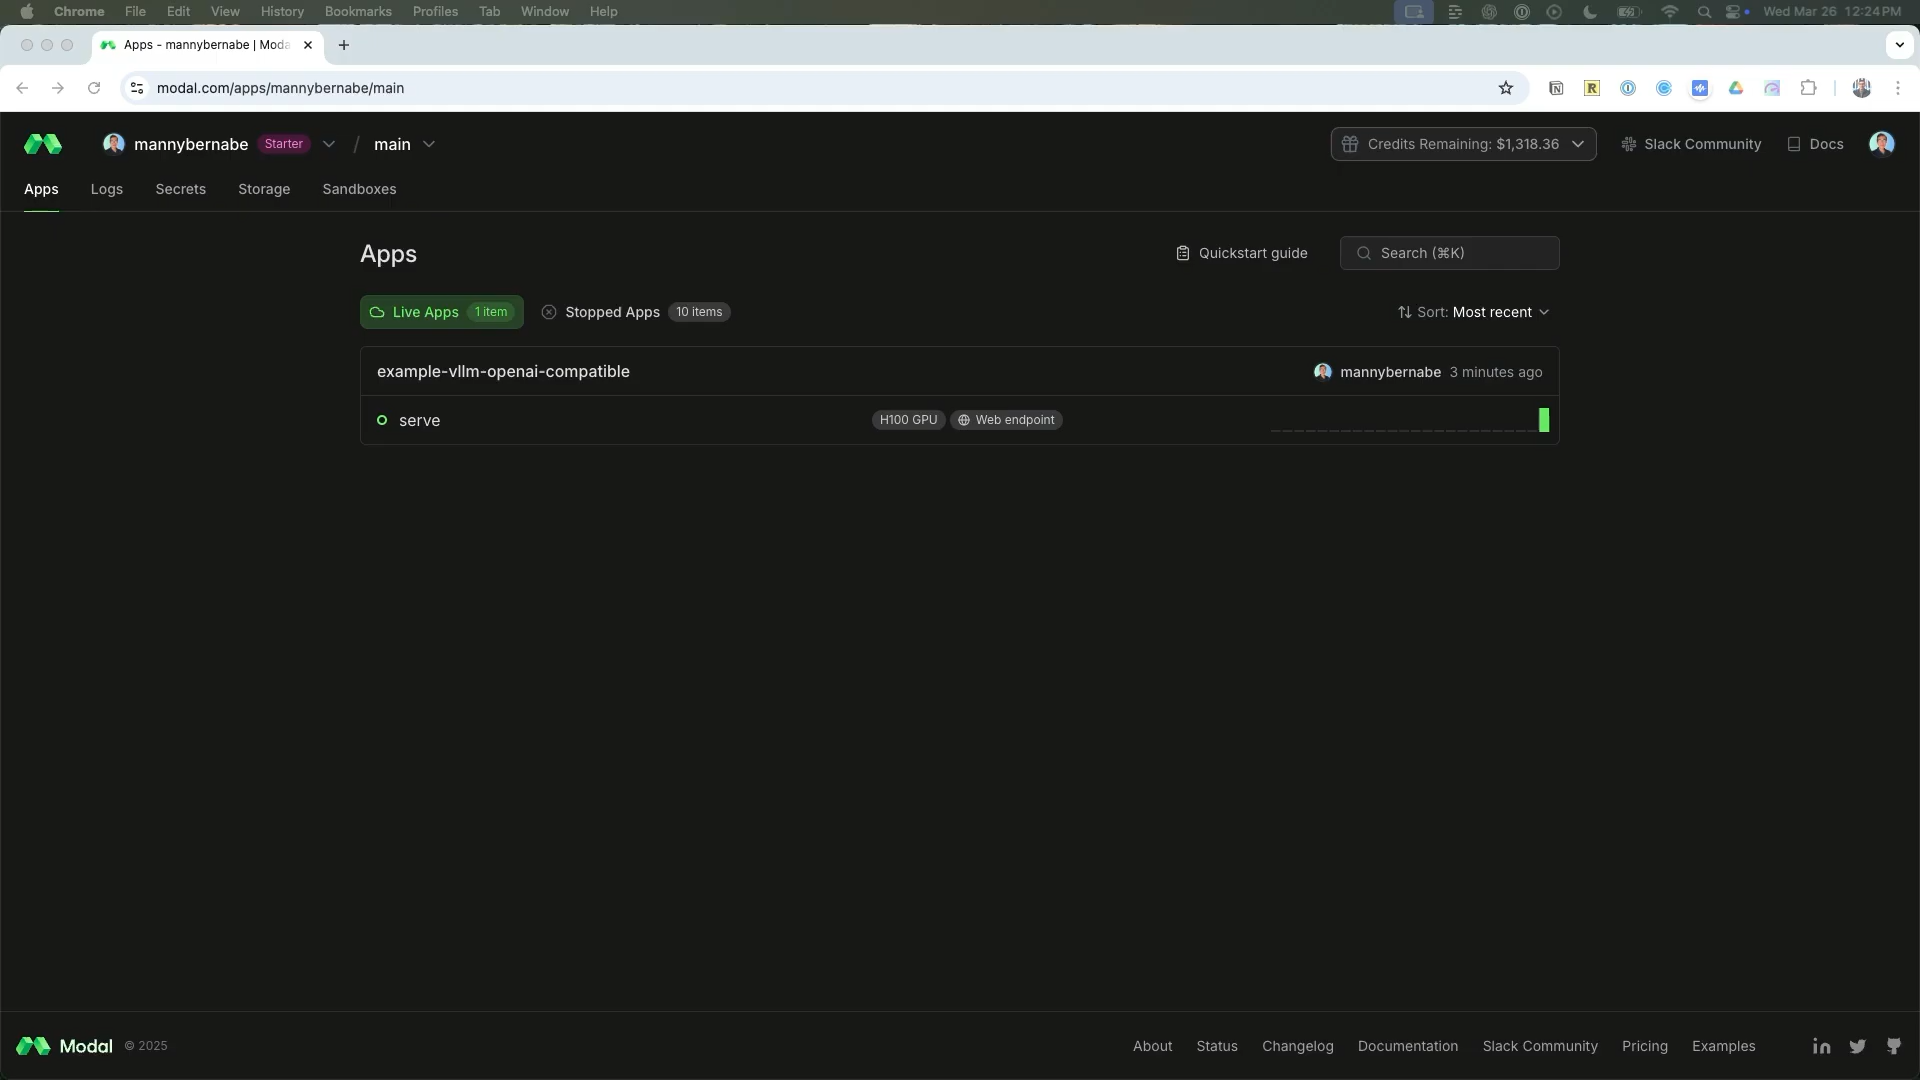 Chrome File Edit View History Bookmarks Profiles Tab Window Help Wed Mar 26 12:24 PM
Apps - mannybernabe | Moda
modal.com/apps/mannybernabe/main
mannybernabe Starter / main Credits Remaining: $1,318.36 Slack Community Docs
Apps Logs Secrets Storage Sandboxes
Apps Quickstart guide Search (⌘K)
Live Apps 1 item Stopped Apps 10 items Sort: Most recent
example-vllm-openai-compatible mannybernabe 3 minutes ago
serve H100 GPU Web endpoint
Modal © 2025 About Status Changelog Documentation Slack Community Pricing Examples